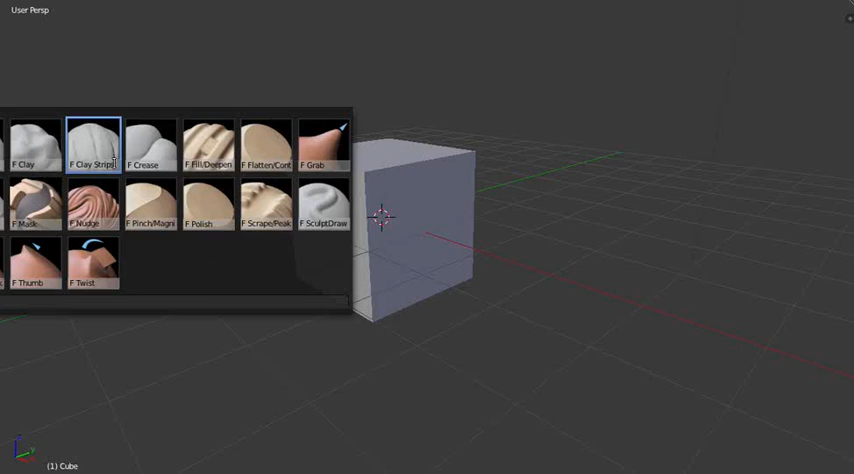 User Persp
F Clay
F Clay Strips
F Crease
F Fill/Deepen
F Flatten/Cont
F Grab
F Mask
F Nudge
F Pinch/Magni
F Polish
F Scrape/Peak
F SculptDraw
F Thumb
F Twist
(1) Cube